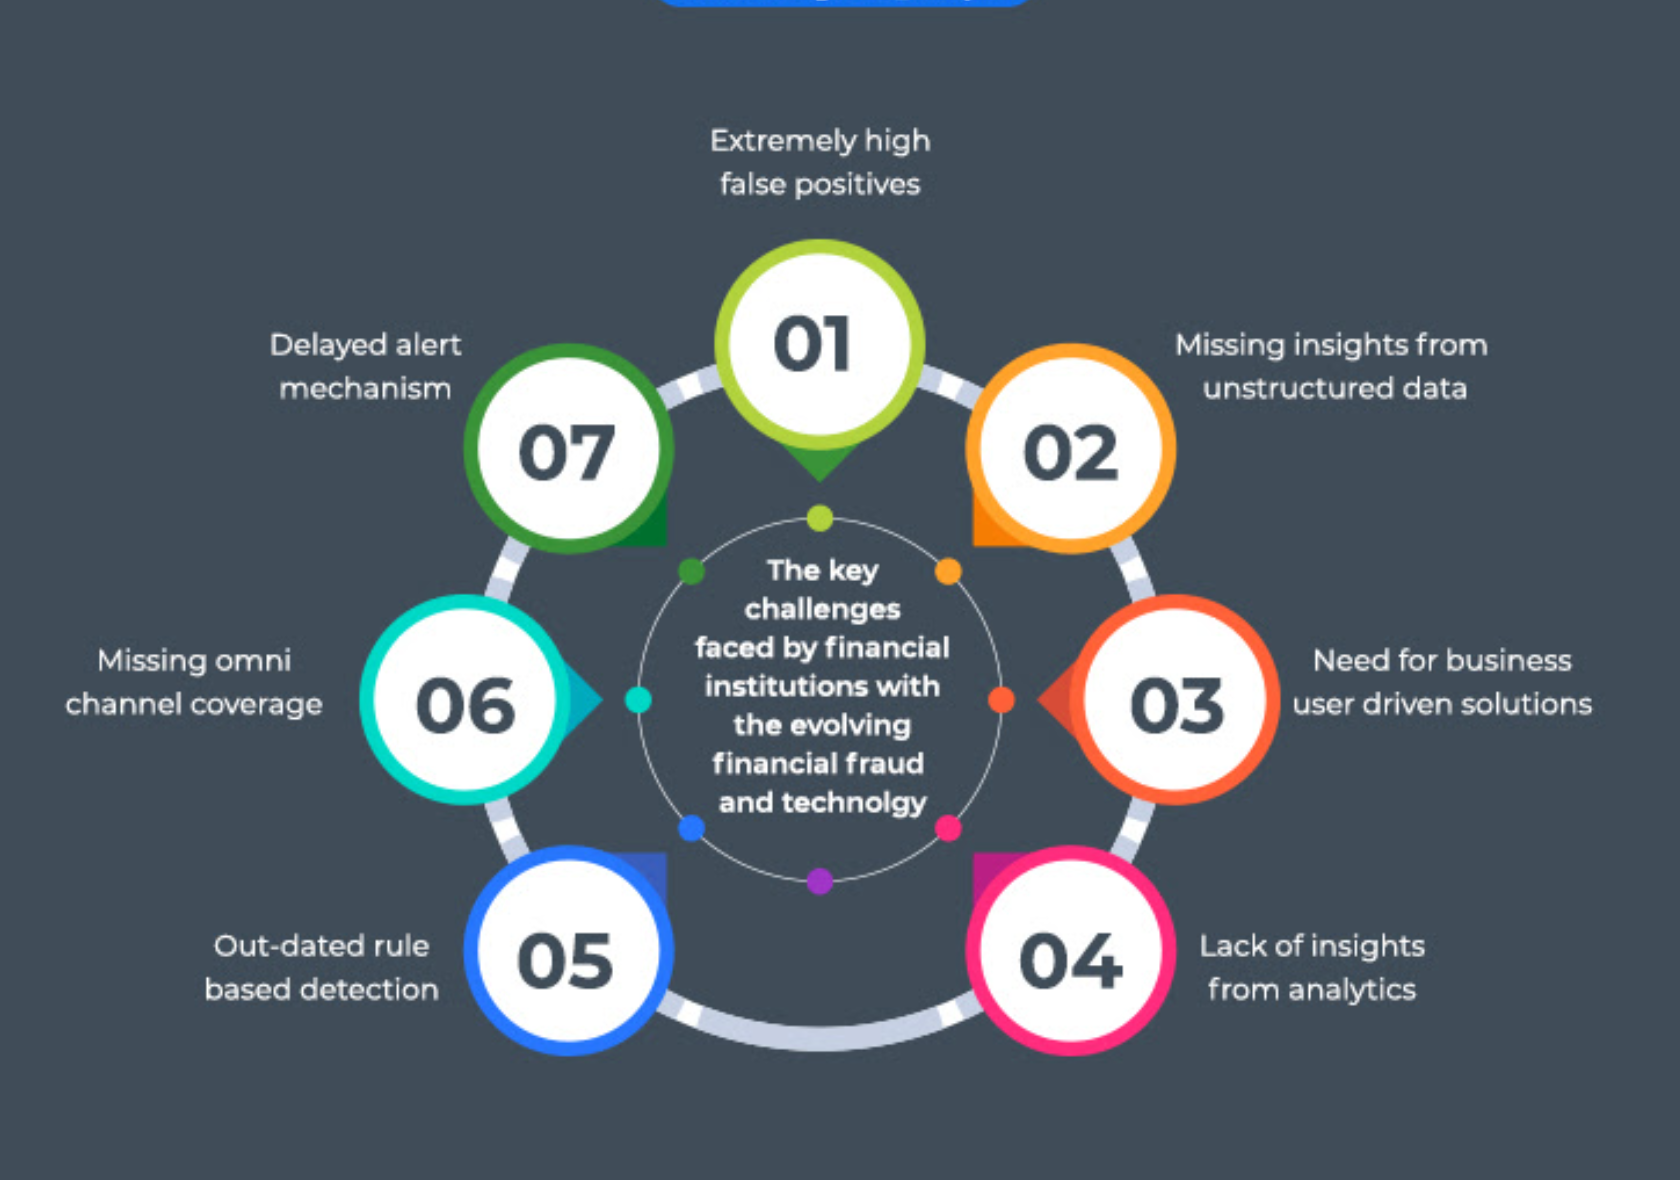 Extremely high
false positives
01
Delayed alert
mechanism
07
Missing insights from
unstructured data
02
The key
challenges
faced by financial
institutions with
the evolving
financial fraud
and technolgy
Missing omni
channel coverage
06
03
Need for business
user driven solutions
Out-dated rule
based detection
05
04
Lack of insights
from analytics